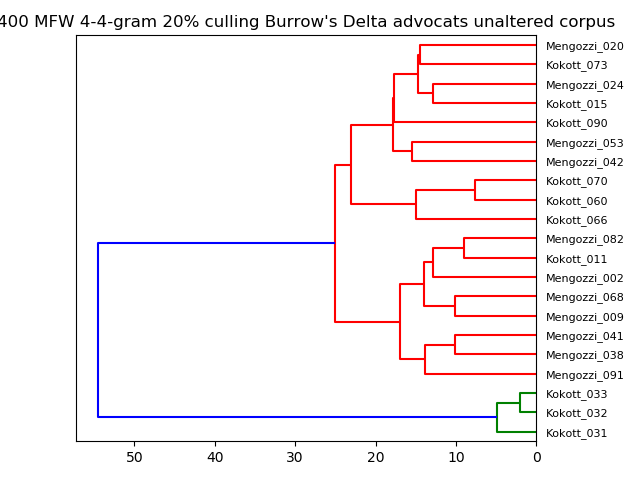 400 MFW 4-4-gram 20% culling Burrow's Delta advocats unaltered corpus
Mengozzi_020
Kokott_073
Mengozzi_024
Kokott_015
Kokott_090
Mengozzi_053
Mengozzi_042
Kokott_070
Kokott_060
Kokott_066
Mengozzi_082
Kokott_011
Mengozzi_002
Mengozzi_068
Mengozzi_009
Mengozzi_041
Mengozzi_038
Mengozzi_091
Kokott_033
Kokott_032
Kokott_031
50 40 30 20 10 0